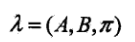 λ = (A, B, π)